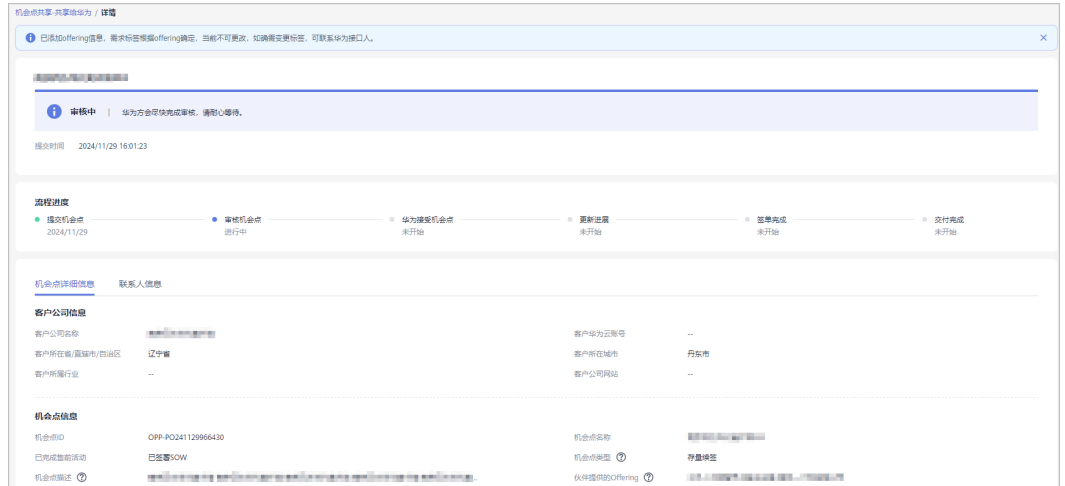 机会点共享-共享给华为 / 详情
已添加offering信息，需求标签根据offering确定，当前不可更改，如确需变更标签，可联系华为接口人。
审核中 | 华为方会尽快完成审核，请耐心等待。
提交时间 2024/11/29 16:01:23
流程进度
提交机会点 审核机会点 华为接受机会点 更新进展 签单完成 交付完成
2024/11/29 进行中 未开始 未开始 未开始 未开始
机会点详细信息 联系人信息
客户公司信息
客户公司名称 客户华为云账号 --
客户所在省/直辖市/自治区 辽宁省 客户所在城市 丹东市
客户所属行业 -- 客户公司网站 --
机会点信息
机会点ID OPP-PO241129966430 机会点名称
已完成售前活动 已签署SOW 机会点类型 存量续签
机会点描述 伙伴提供的Offering